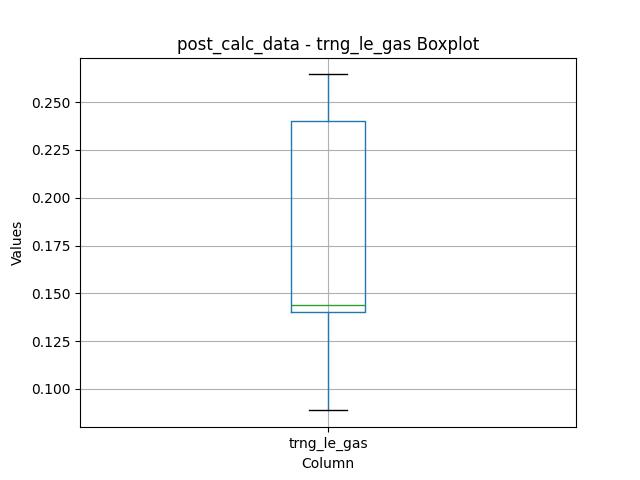 post_calc_data - trng_le_gas Boxplot
0.250
0.225
0.200
0.175
0.150
0.125
0.100
Values
trng_le_gas
Column